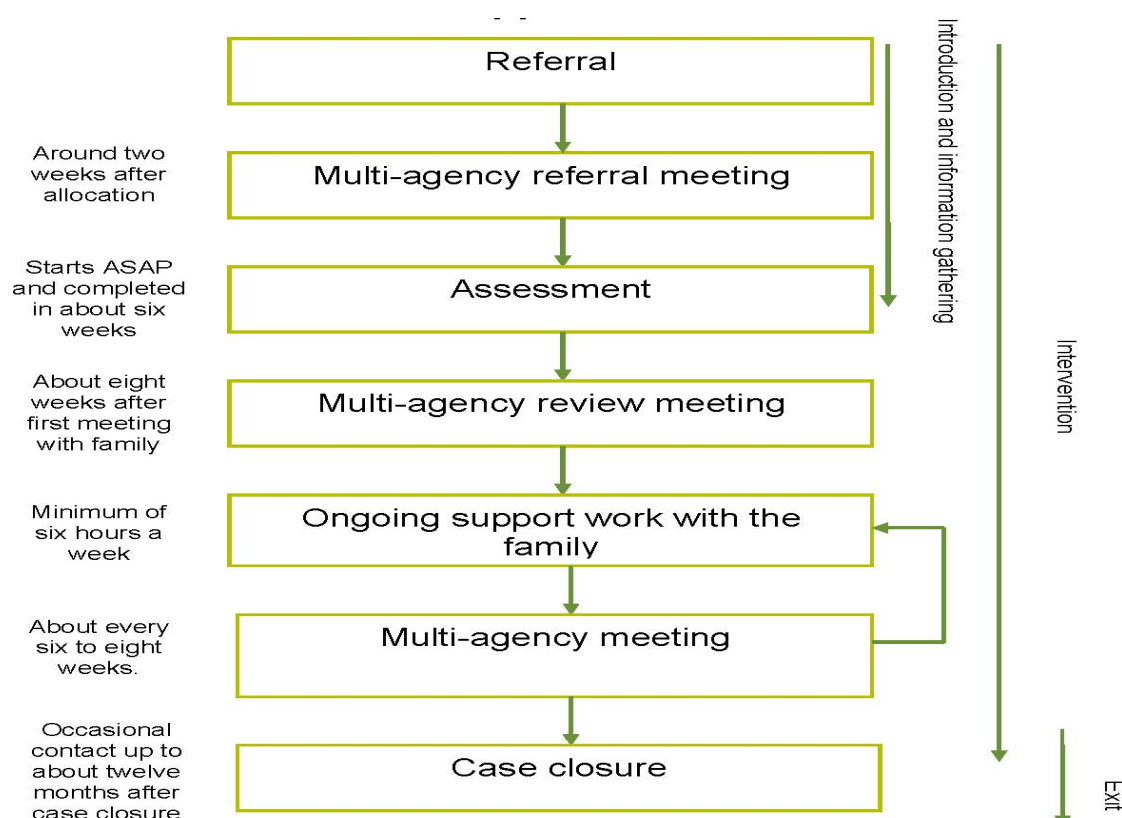 Referral
Around two
weeks after
allocation
Multi-agency referral meeting
Starts ASAP
and completed
in about six
weeks
Assessment
About eight
weeks after
first meeting
with family
Multi-agency review meeting
Minimum of
six hours a
week
Ongoing support work with the
family
About every
six to eight
weeks.
Multi-agency meeting
Occasional
contact up to
about twelve
months after
case closure
Case closure
Introduction and information gathering
Intervention
Exit